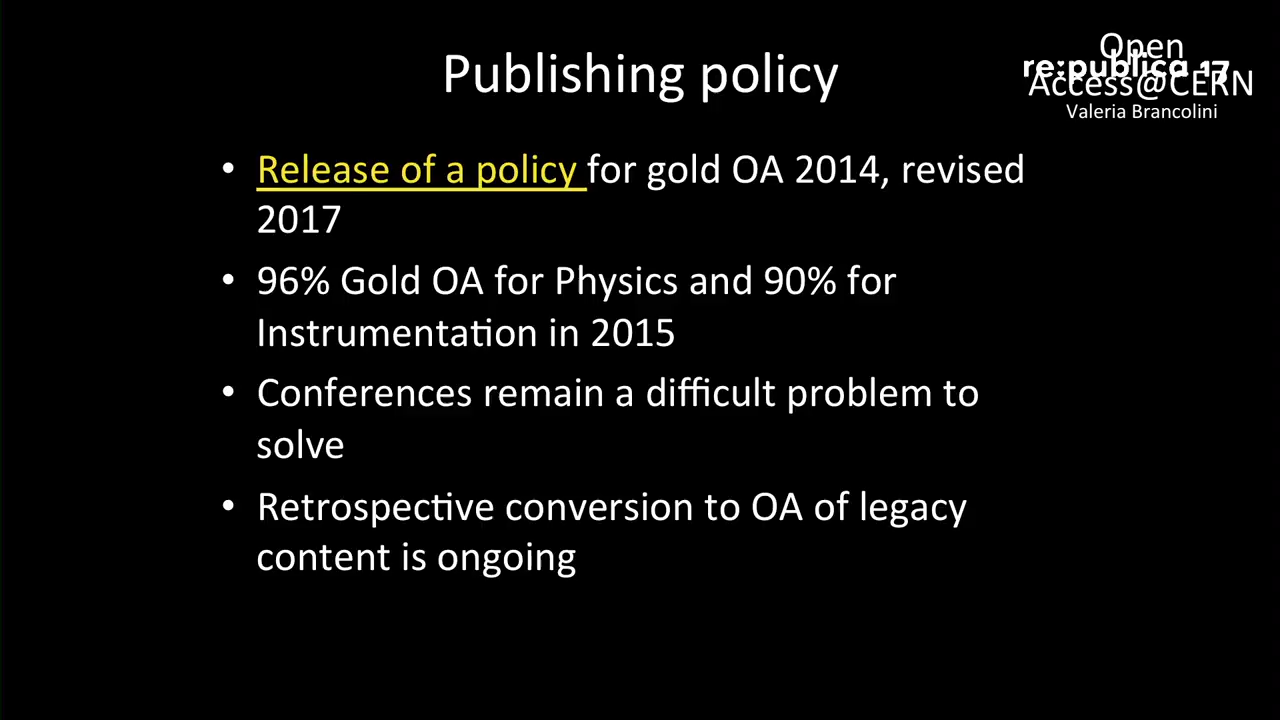 Publishing policy
Open
re:publica 17
Access@CERN
Valeria Brancolini
• Release of a policy for gold OA 2014, revised
2017
• 96% Gold OA for Physics and 90% for
Instrumentation in 2015
• Conferences remain a difficult problem to
solve
• Retrospective conversion to OA of legacy
content is ongoing